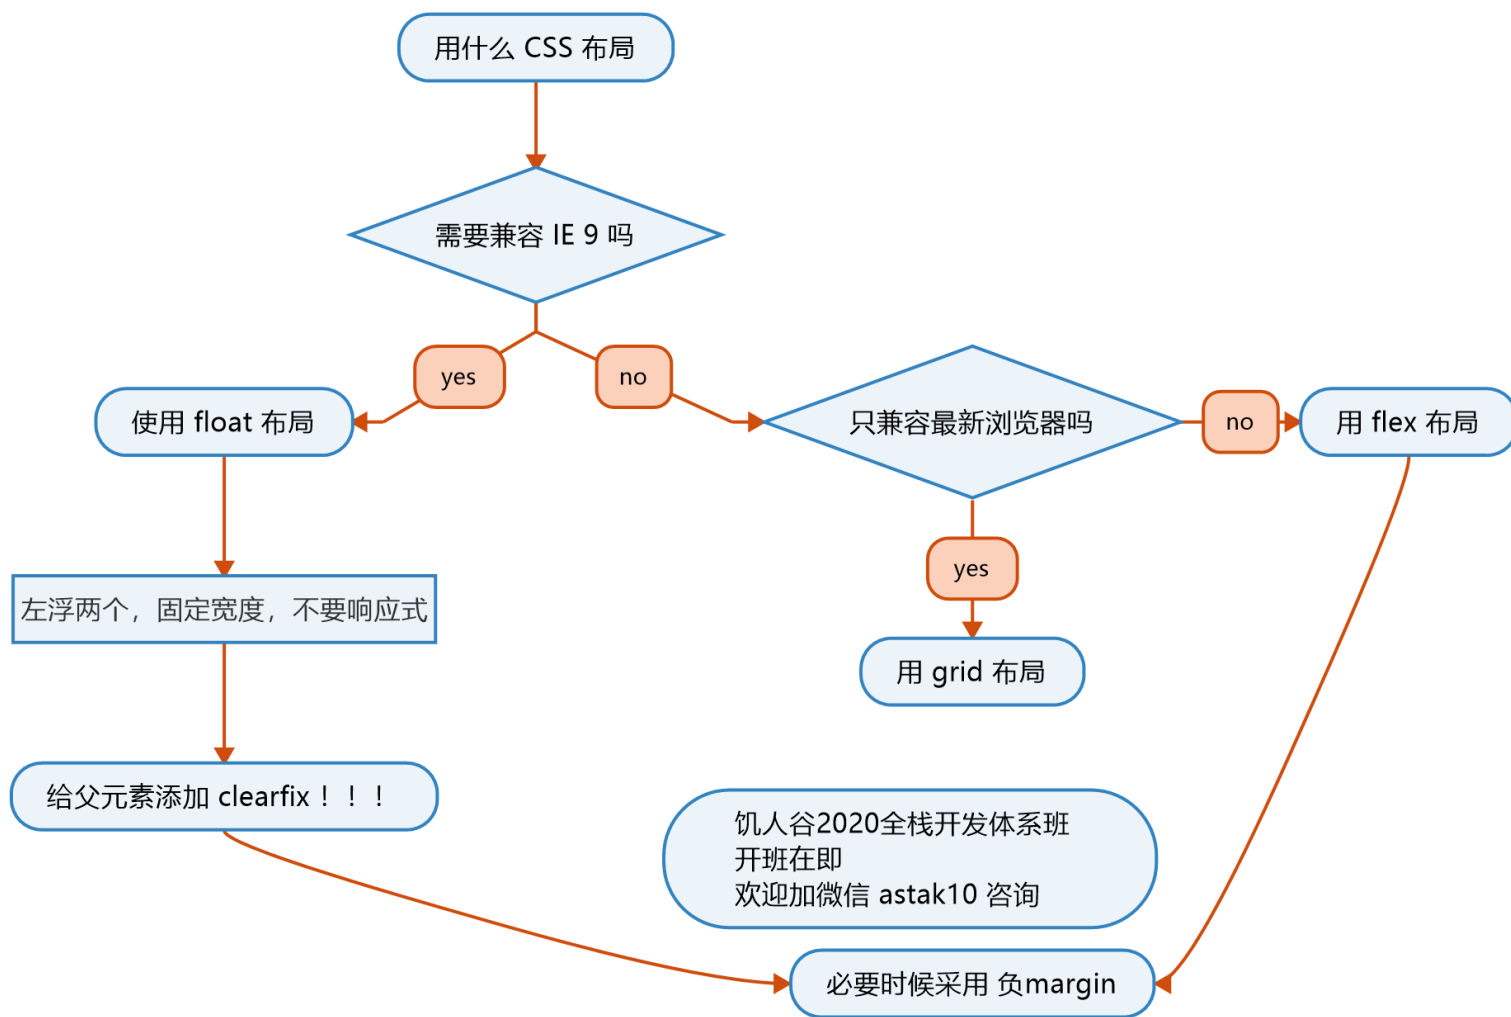 用什么 CSS 布局
需要兼容 IE 9 吗
yes
no
使用 float 布局
只兼容最新浏览器吗
no
用 flex 布局
yes
左浮两个，固定宽度，不要响应式
用 grid 布局
给父元素添加 clearfix！！！
饥人谷2020全栈开发体系班
开班在即
欢迎加微信 astak10 咨询
必要时候采用 负margin